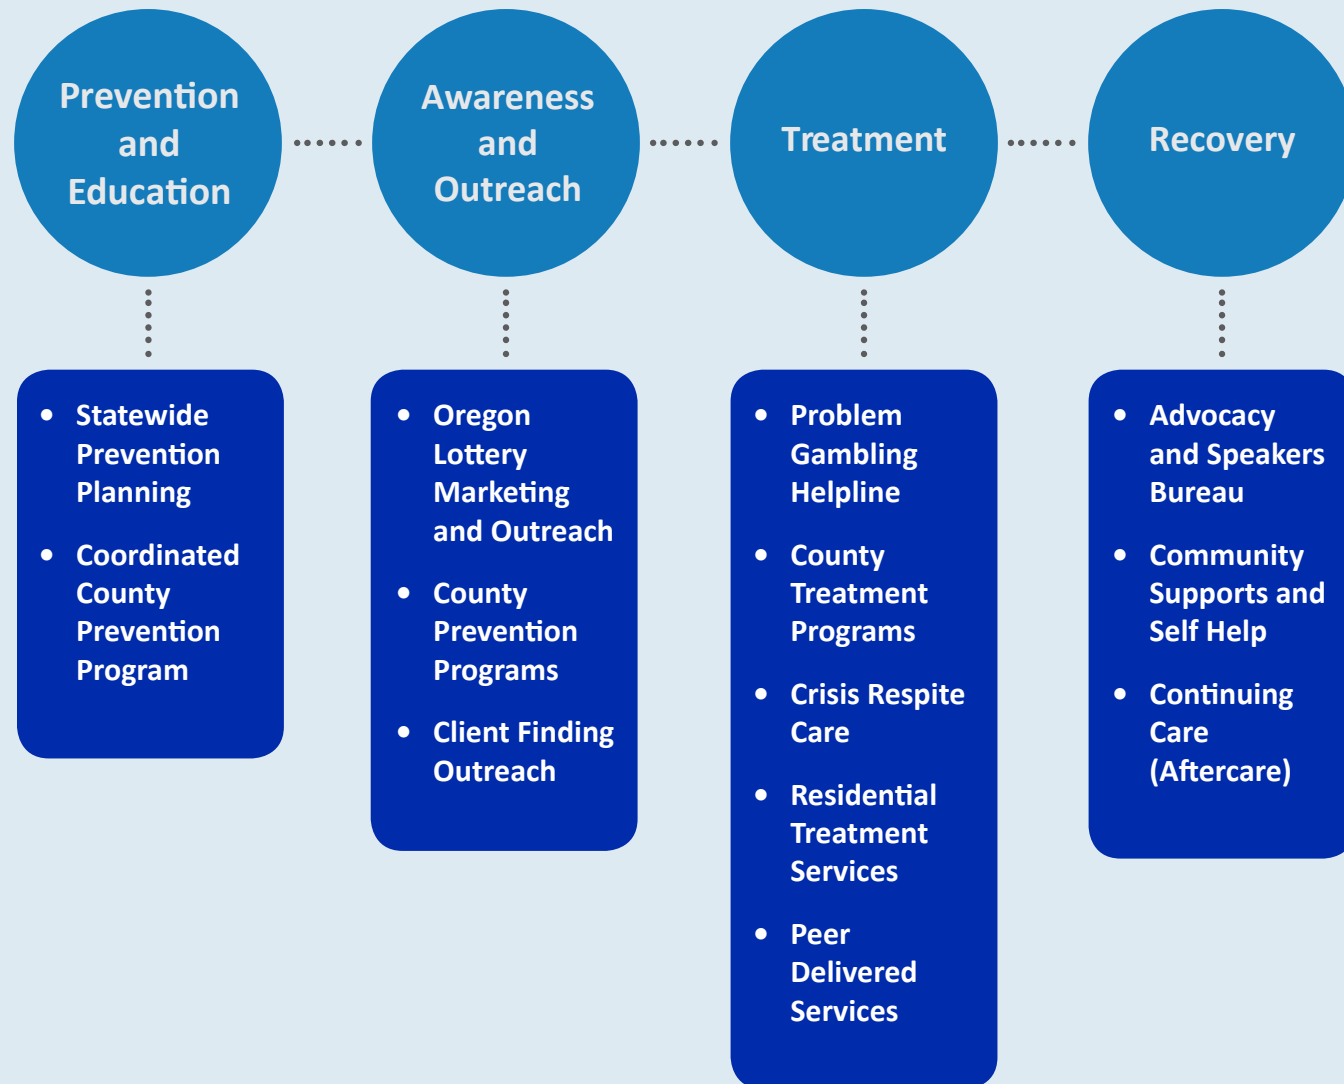 Prevention
and
Education
Awareness
and
Outreach
Treatment
Recovery
• Statewide
Prevention
Planning
• Coordinated
County
Prevention
Program
• Oregon
Lottery
Marketing
and Outreach
• County
Prevention
Programs
• Client Finding
Outreach
• Problem
Gambling
Helpline
• County
Treatment
Programs
• Crisis Respite
Care
• Residential
Treatment
Services
• Peer
Delivered
Services
• Advocacy
and Speakers
Bureau
• Community
Supports and
Self Help
• Continuing
Care
(Aftercare)